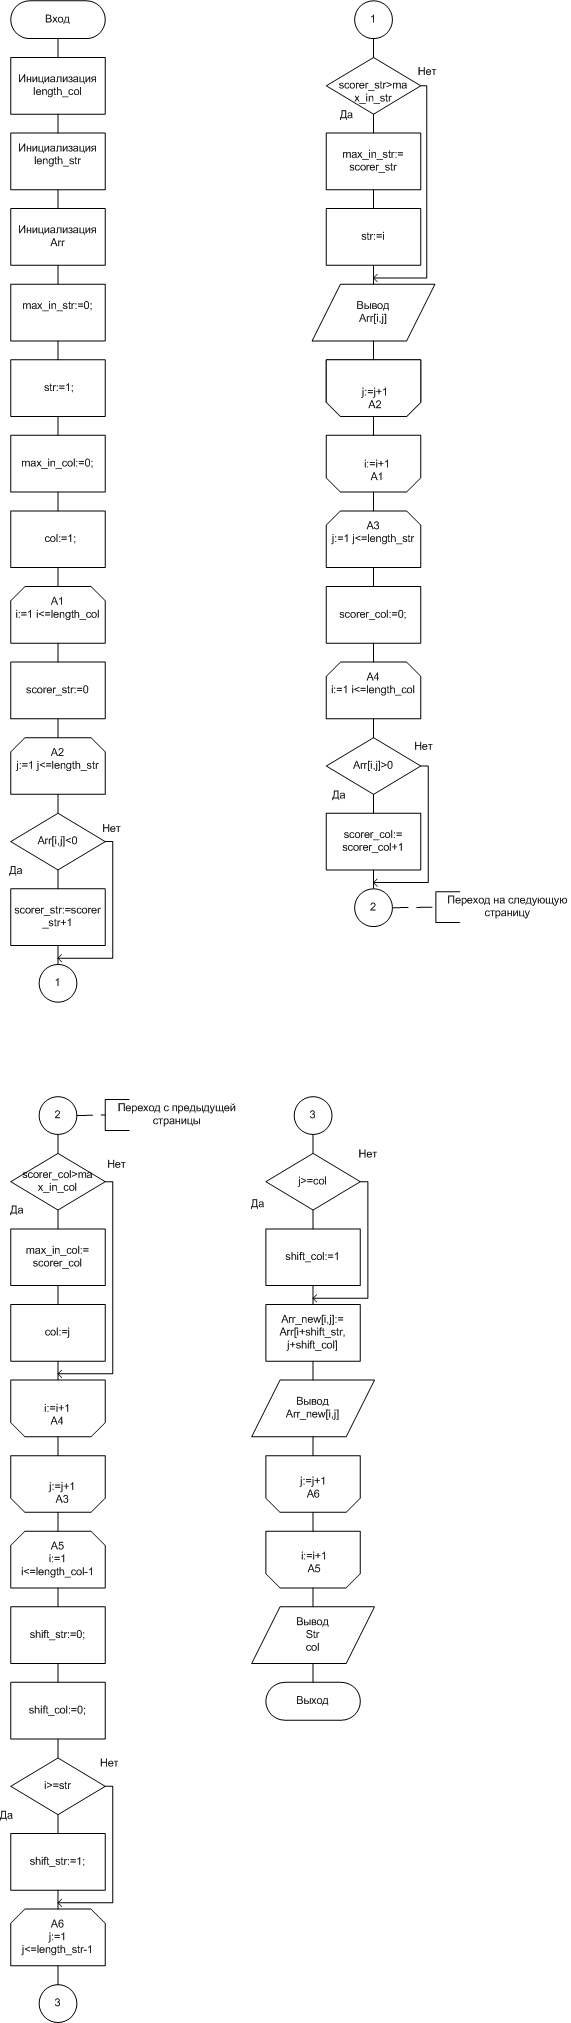 Вход
Инициализация
length_col
Инициализация
length_str
Инициализация
Arr
max_in_str:=0;
str:=1;
max_in_col:=0;
col:=1;
A1
i:=1 i<=length_col
scorer_str:=0
A2
j:=1 j<=length_str
Arr[i,j]<0
Нет
Да
scorer_str:=scorer
_str+1
1
1
scorer_str>ma
x_in_str
Нет
Да
max_in_str:=
scorer_str
str:=i
Вывод
Arr[i,j]
j:=j+1
A2
i:=i+1
A1
A3
j:=1 j<=length_str
scorer_col:=0;
A4
i:=1 i<=length_col
Нет
Arr[i,j]>0
Да
scorer_col:=
scorer_col+1
2
Переход на следующую
страницу
2
Переход с предыдущей
страницы
Нет
scorer_col>ma
x_in_col
Да
max_in_col:=
scorer_col
col:=j
i:=i+1
A4
j:=j+1
A3
A5
i:=1
i<=length_col-1
shift_str:=0;
shift_col:=0;
Нет
i>=str
Да
shift_str:=1;
A6
j:=1
j<=length_str-1
3
3
Нет
j>=col
Да
shift_col:=1
Arr_new[i,j]:=
Arr[i+shift_str,
j+shift_col]
Вывод
Arr_new[i,j]
j:=j+1
A6
i:=i+1
A5
Вывод
Str
col
Выход